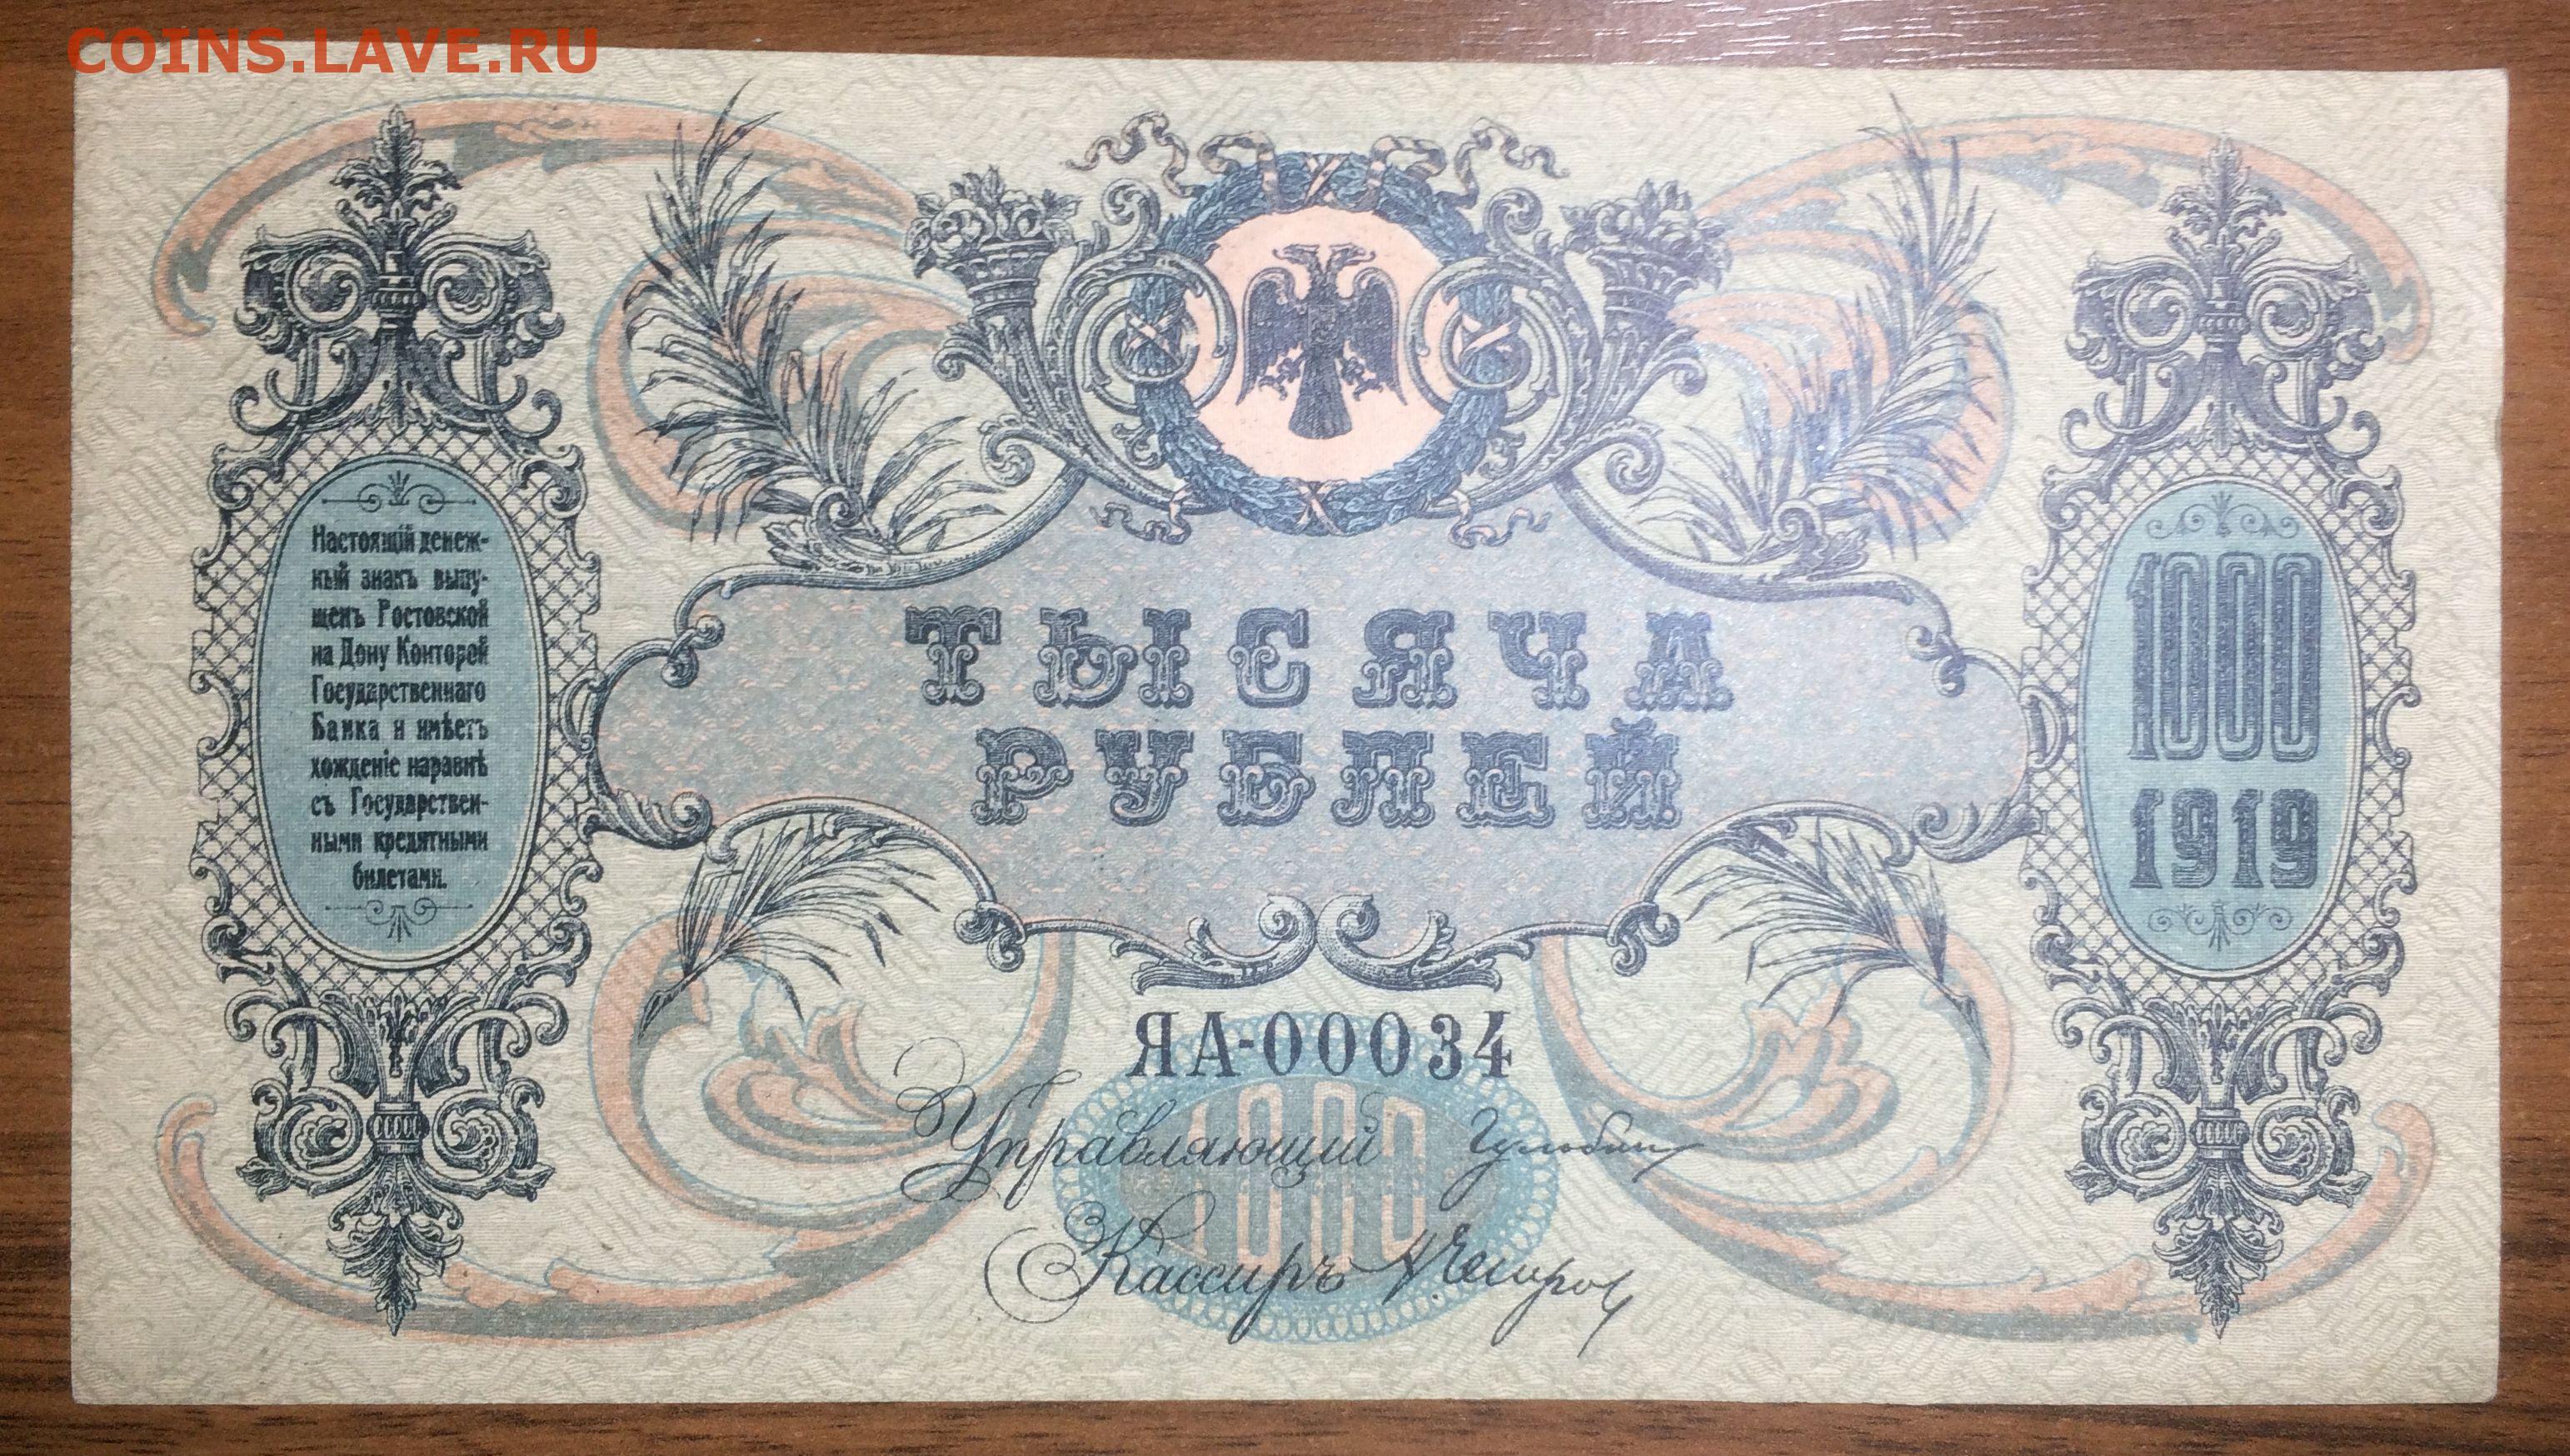 COINS.LAVE.RU
Настоящій денеж-
ный знакъ выпу-
щенъ Ростовской
на Дону Конторой
Государственнаго
Банка и имѣетъ
хожденіе наравнѣ
съ Государствен-
ными кредитными
билетами.
ТЫСЯЧА
РУБЛЕЙ
1000
1919
ЯА-00034
1000
Управляющій
Кассиръ